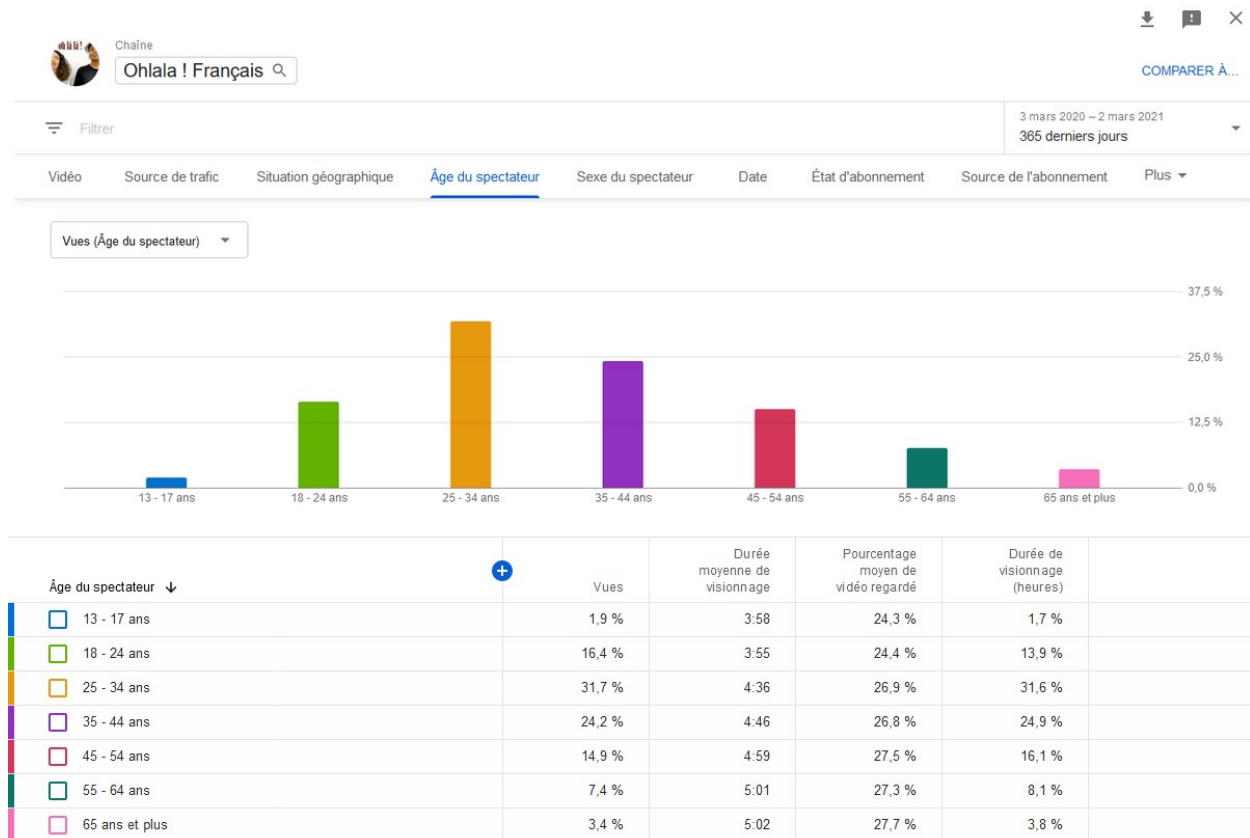 Chaîne
Ohlala ! Français
COMPARER À...
Filtrer
3 mars 2020 – 2 mars 2021
365 derniers jours
Vidéo Source de trafic Situation géographique Âge du spectateur Sexe du spectateur Date État d'abonnement Source de l'abonnement Plus
Vues (Âge du spectateur)
37,5 %
25,0 %
12,5 %
0,0 %
13 - 17 ans 18 - 24 ans 25 - 34 ans 35 - 44 ans 45 - 54 ans 55 - 64 ans 65 ans et plus
Âge du spectateur
Vues
Durée
moyenne de
visionnage
Pourcentage
moyen de
vidéo regardé
Durée de
visionnage
(heures)
13 - 17 ans 1,9 % 3:58 24,3 % 1,7 %
18 - 24 ans 16,4 % 3:55 24,4 % 13,9 %
25 - 34 ans 31,7 % 4:36 26,9 % 31,6 %
35 - 44 ans 24,2 % 4:46 26,8 % 24,9 %
45 - 54 ans 14,9 % 4:59 27,5 % 16,1 %
55 - 64 ans 7,4 % 5:01 27,3 % 8,1 %
65 ans et plus 3,4 % 5:02 27,7 % 3,8 %